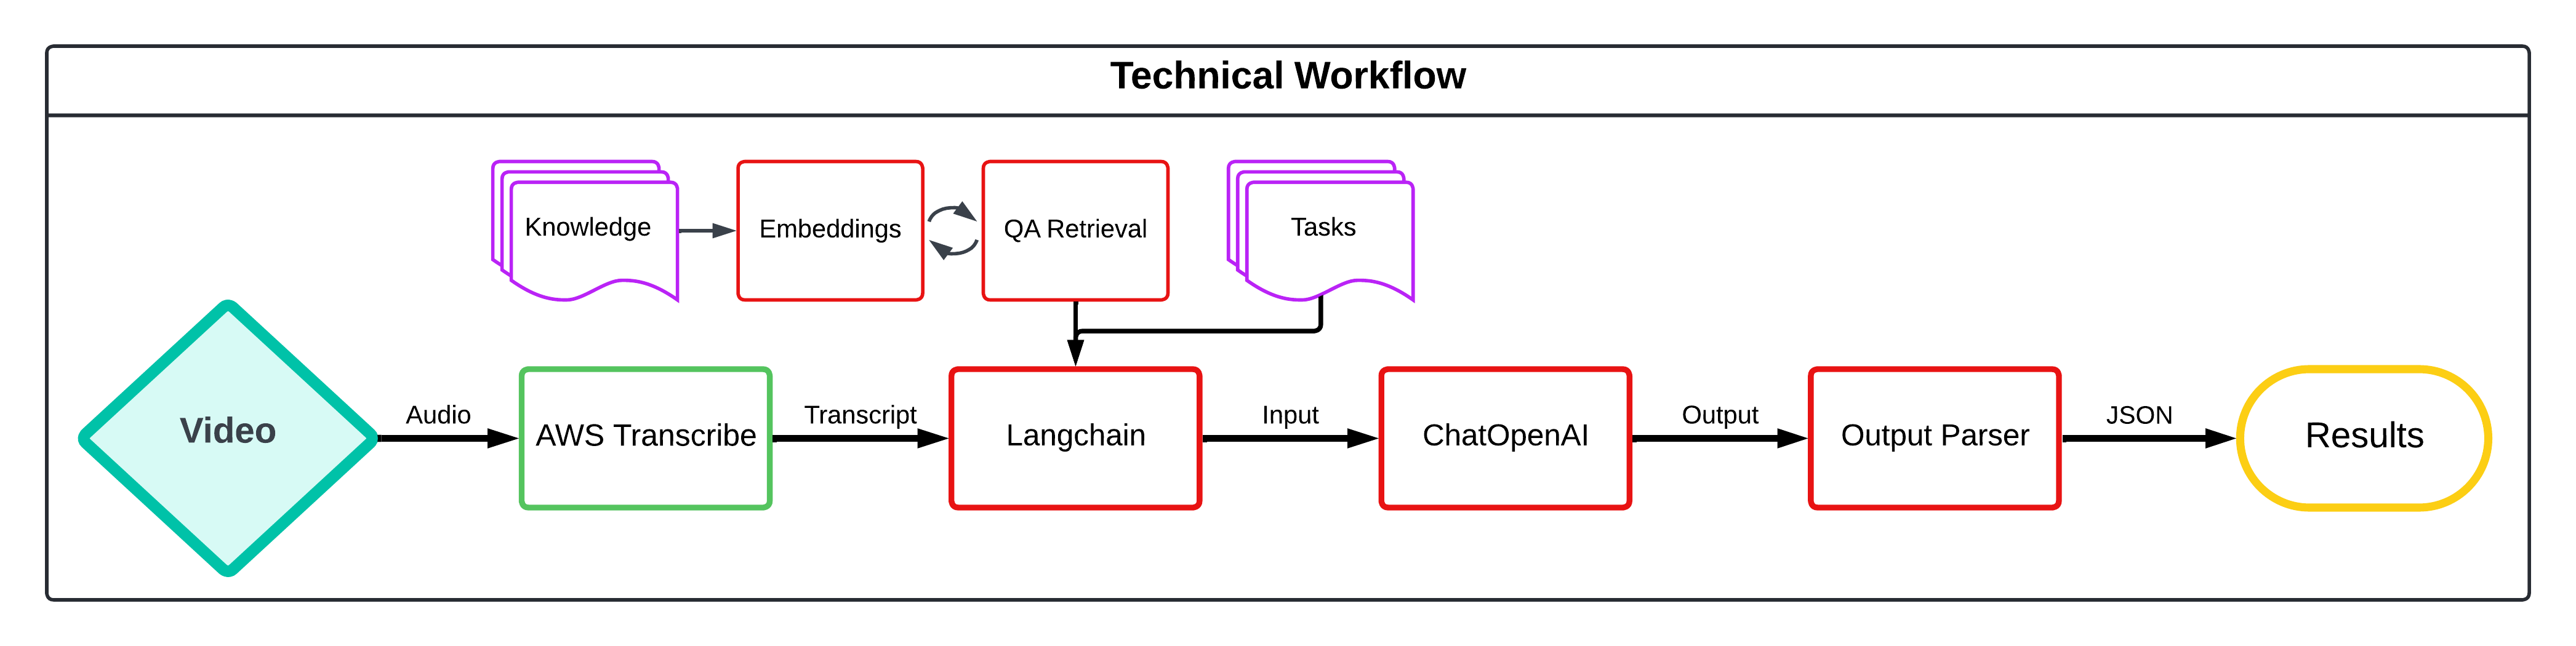 Technical Workflow
Knowledge
Embeddings
QA Retrieval
Tasks
Video
Audio
AWS Transcribe
Transcript
Langchain
Input
ChatOpenAI
Output
Output Parser
JSON
Results